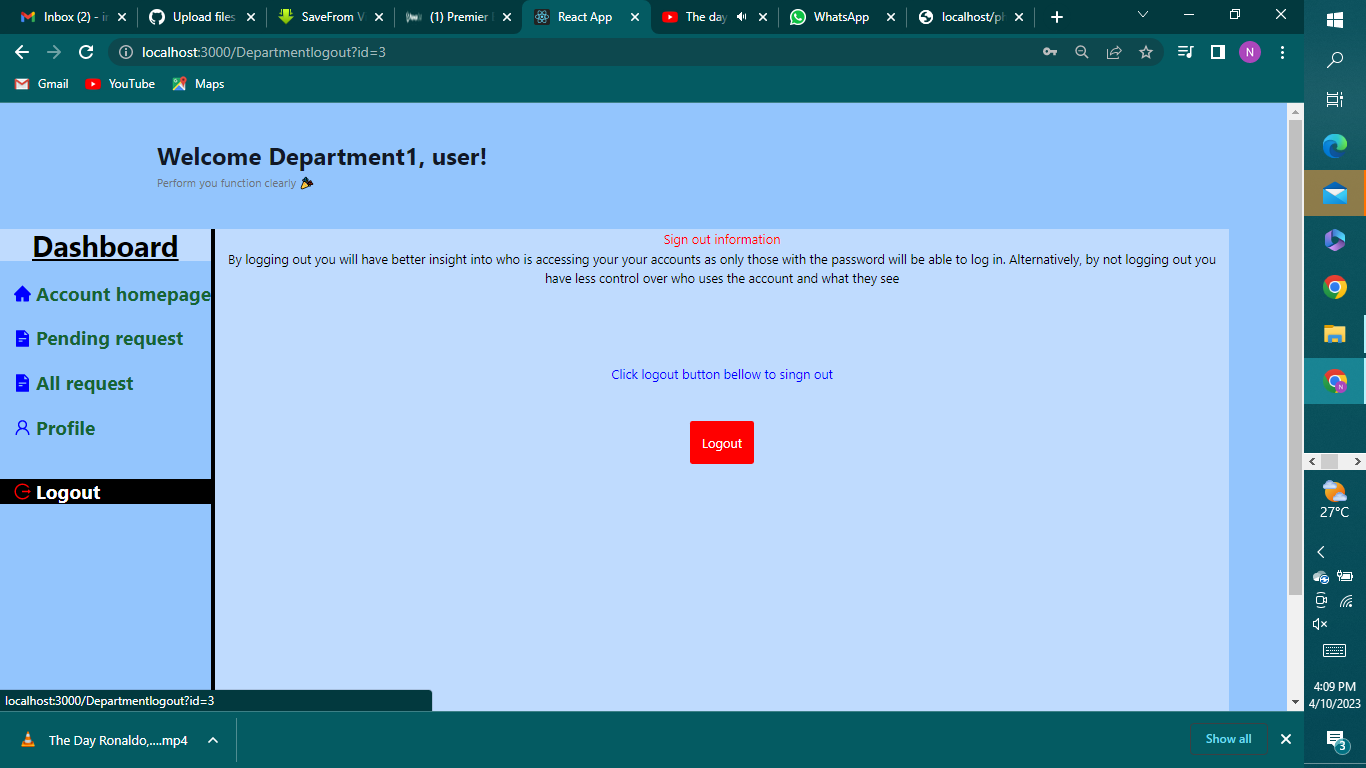 Inbox (2) - in
Upload files
SaveFrom V
(1) Premier
React App
The day
WhatsApp
localhost/ph
localhost:3000/Departmentlogout?id=3
N
Gmail
YouTube
Maps
Welcome Department1, user!
Perform you function clearly
Dashboard
Account homepage
Pending request
All request
Profile
Logout
Sign out information
By logging out you will have better insight into who is accessing your your accounts as only those with the password will be able to log in. Alternatively, by not logging out you
have less control over who uses the account and what they see
Click logout button bellow to singn out
Logout
localhost:3000/Departmentlogout?id=3
The Day Ronaldo,....mp4
Show all
27°C
4:09 PM
4/10/2023
3